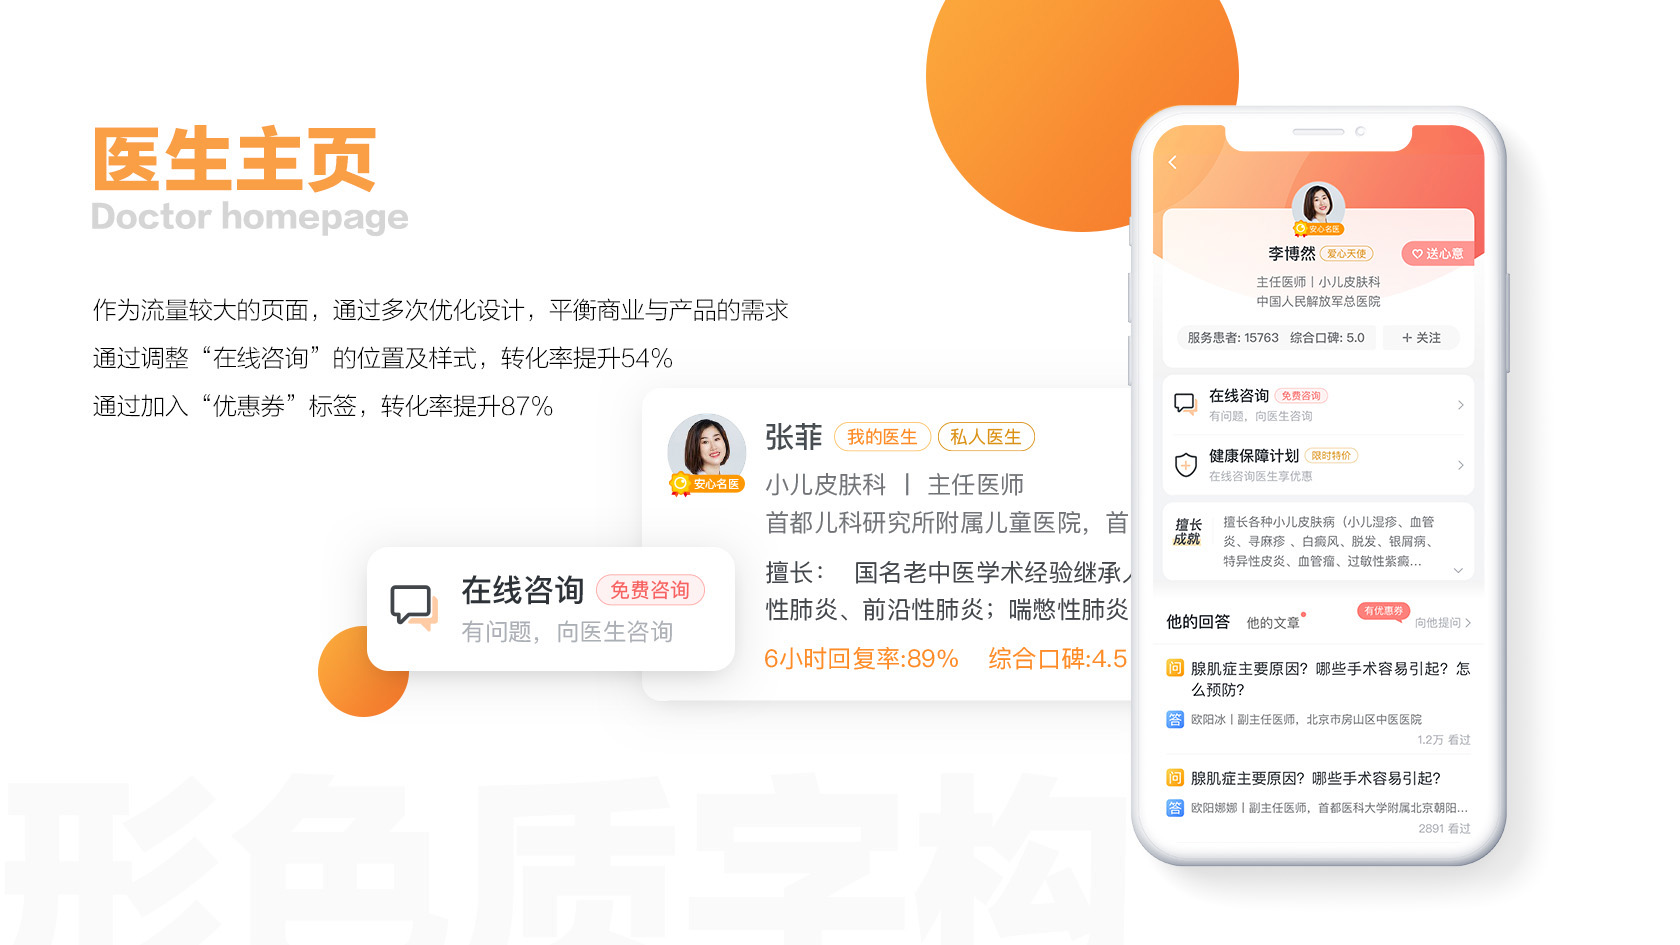 医生主页
Doctor homepage
作为流量较大的页面，通过多次优化设计，平衡商业与产品的需求
通过调整“在线咨询”的位置及样式，转化率提升54%
通过加入“优惠券”标签，转化率提升87%
张菲 我的医生 私人医生
安心名医
小儿皮肤科 丨 主任医师
首都儿科研究所附属儿童医院，首
擅长： 国名老中医学术经验继承人
性肺炎、前沿性肺炎；喘憋性肺炎
6小时回复率:89% 综合口碑:4.5
在线咨询 免费咨询
有问题，向医生咨询
安心名医
李博然 爱心天使
送心意
主任医师丨小儿皮肤科
中国人民解放军总医院
服务患者: 15763 综合口碑: 5.0
+ 关注
在线咨询 免费咨询
有问题，向医生咨询
健康保障计划 限时特价
在线咨询医生享优惠
擅长
成就
擅长各种小儿皮肤病（小儿湿疹、血管
炎、寻麻疹 、白癜风、脱发、银屑病、
特异性皮炎、血管瘤、过敏性紫癜...
他的回答 他的文章
有优惠券
向他提问
问 腺肌症主要原因？哪些手术容易引起？怎
么预防?
答 欧阳冰丨副主任医师，北京市房山区中医医院
1.2万 看过
问 腺肌症主要原因？哪些手术容易引起?
答 欧阳娜娜丨副主任医师，首都医科大学附属北京朝阳...
2891 看过
形色质字构